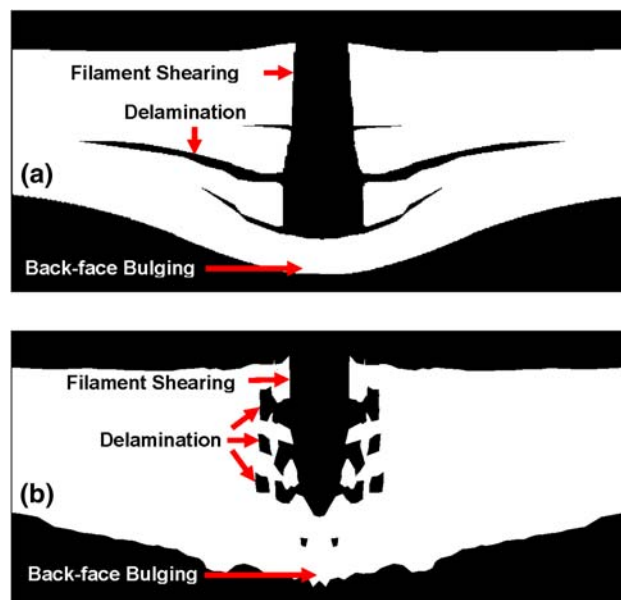 Filament Shearing
Delamination
(a)
Back-face Bulging
Filament Shearing
Delamination
(b)
Back-face Bulging